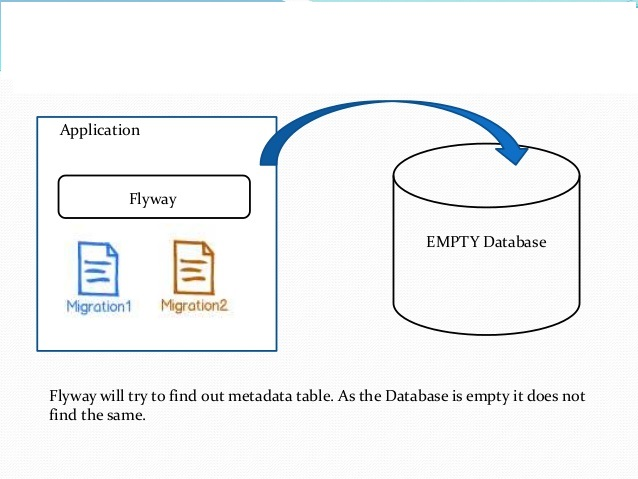 Application
Flyway
Migration1
Migration2
EMPTY Database
Flyway will try to find out metadata table. As the Database is empty it does not
find the same.